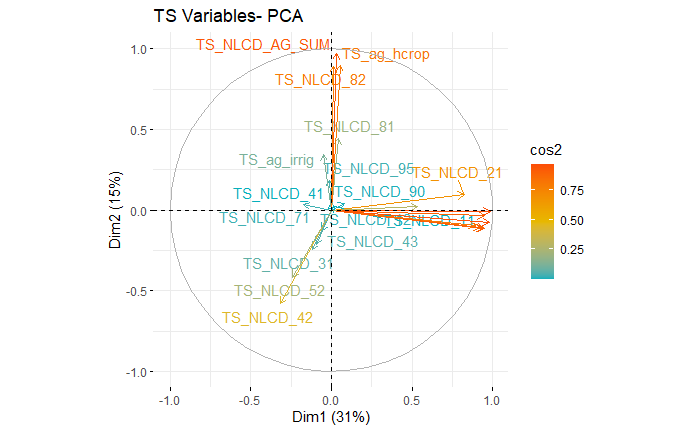 TS Variables- PCA
TS_NLCD_AG_SUM
TS_ag_hcrop
TS_NLCD_82
TS_NLCD_81
TS_ag_irrig
TS_NLCD_95
TS_NLCD_21
TS_NLCD_41
TS_NLCD_90
TS_NLCD_71
TS_NLCD_43
TS_NLCD_31
TS_NLCD_52
TS_NLCD_42
1.0
0.5
0.0
-0.5
-1.0
Dim2 (15%)
-1.0
-0.5
0.0
0.5
1.0
Dim1 (31%)
cos2
0.75
0.50
0.25